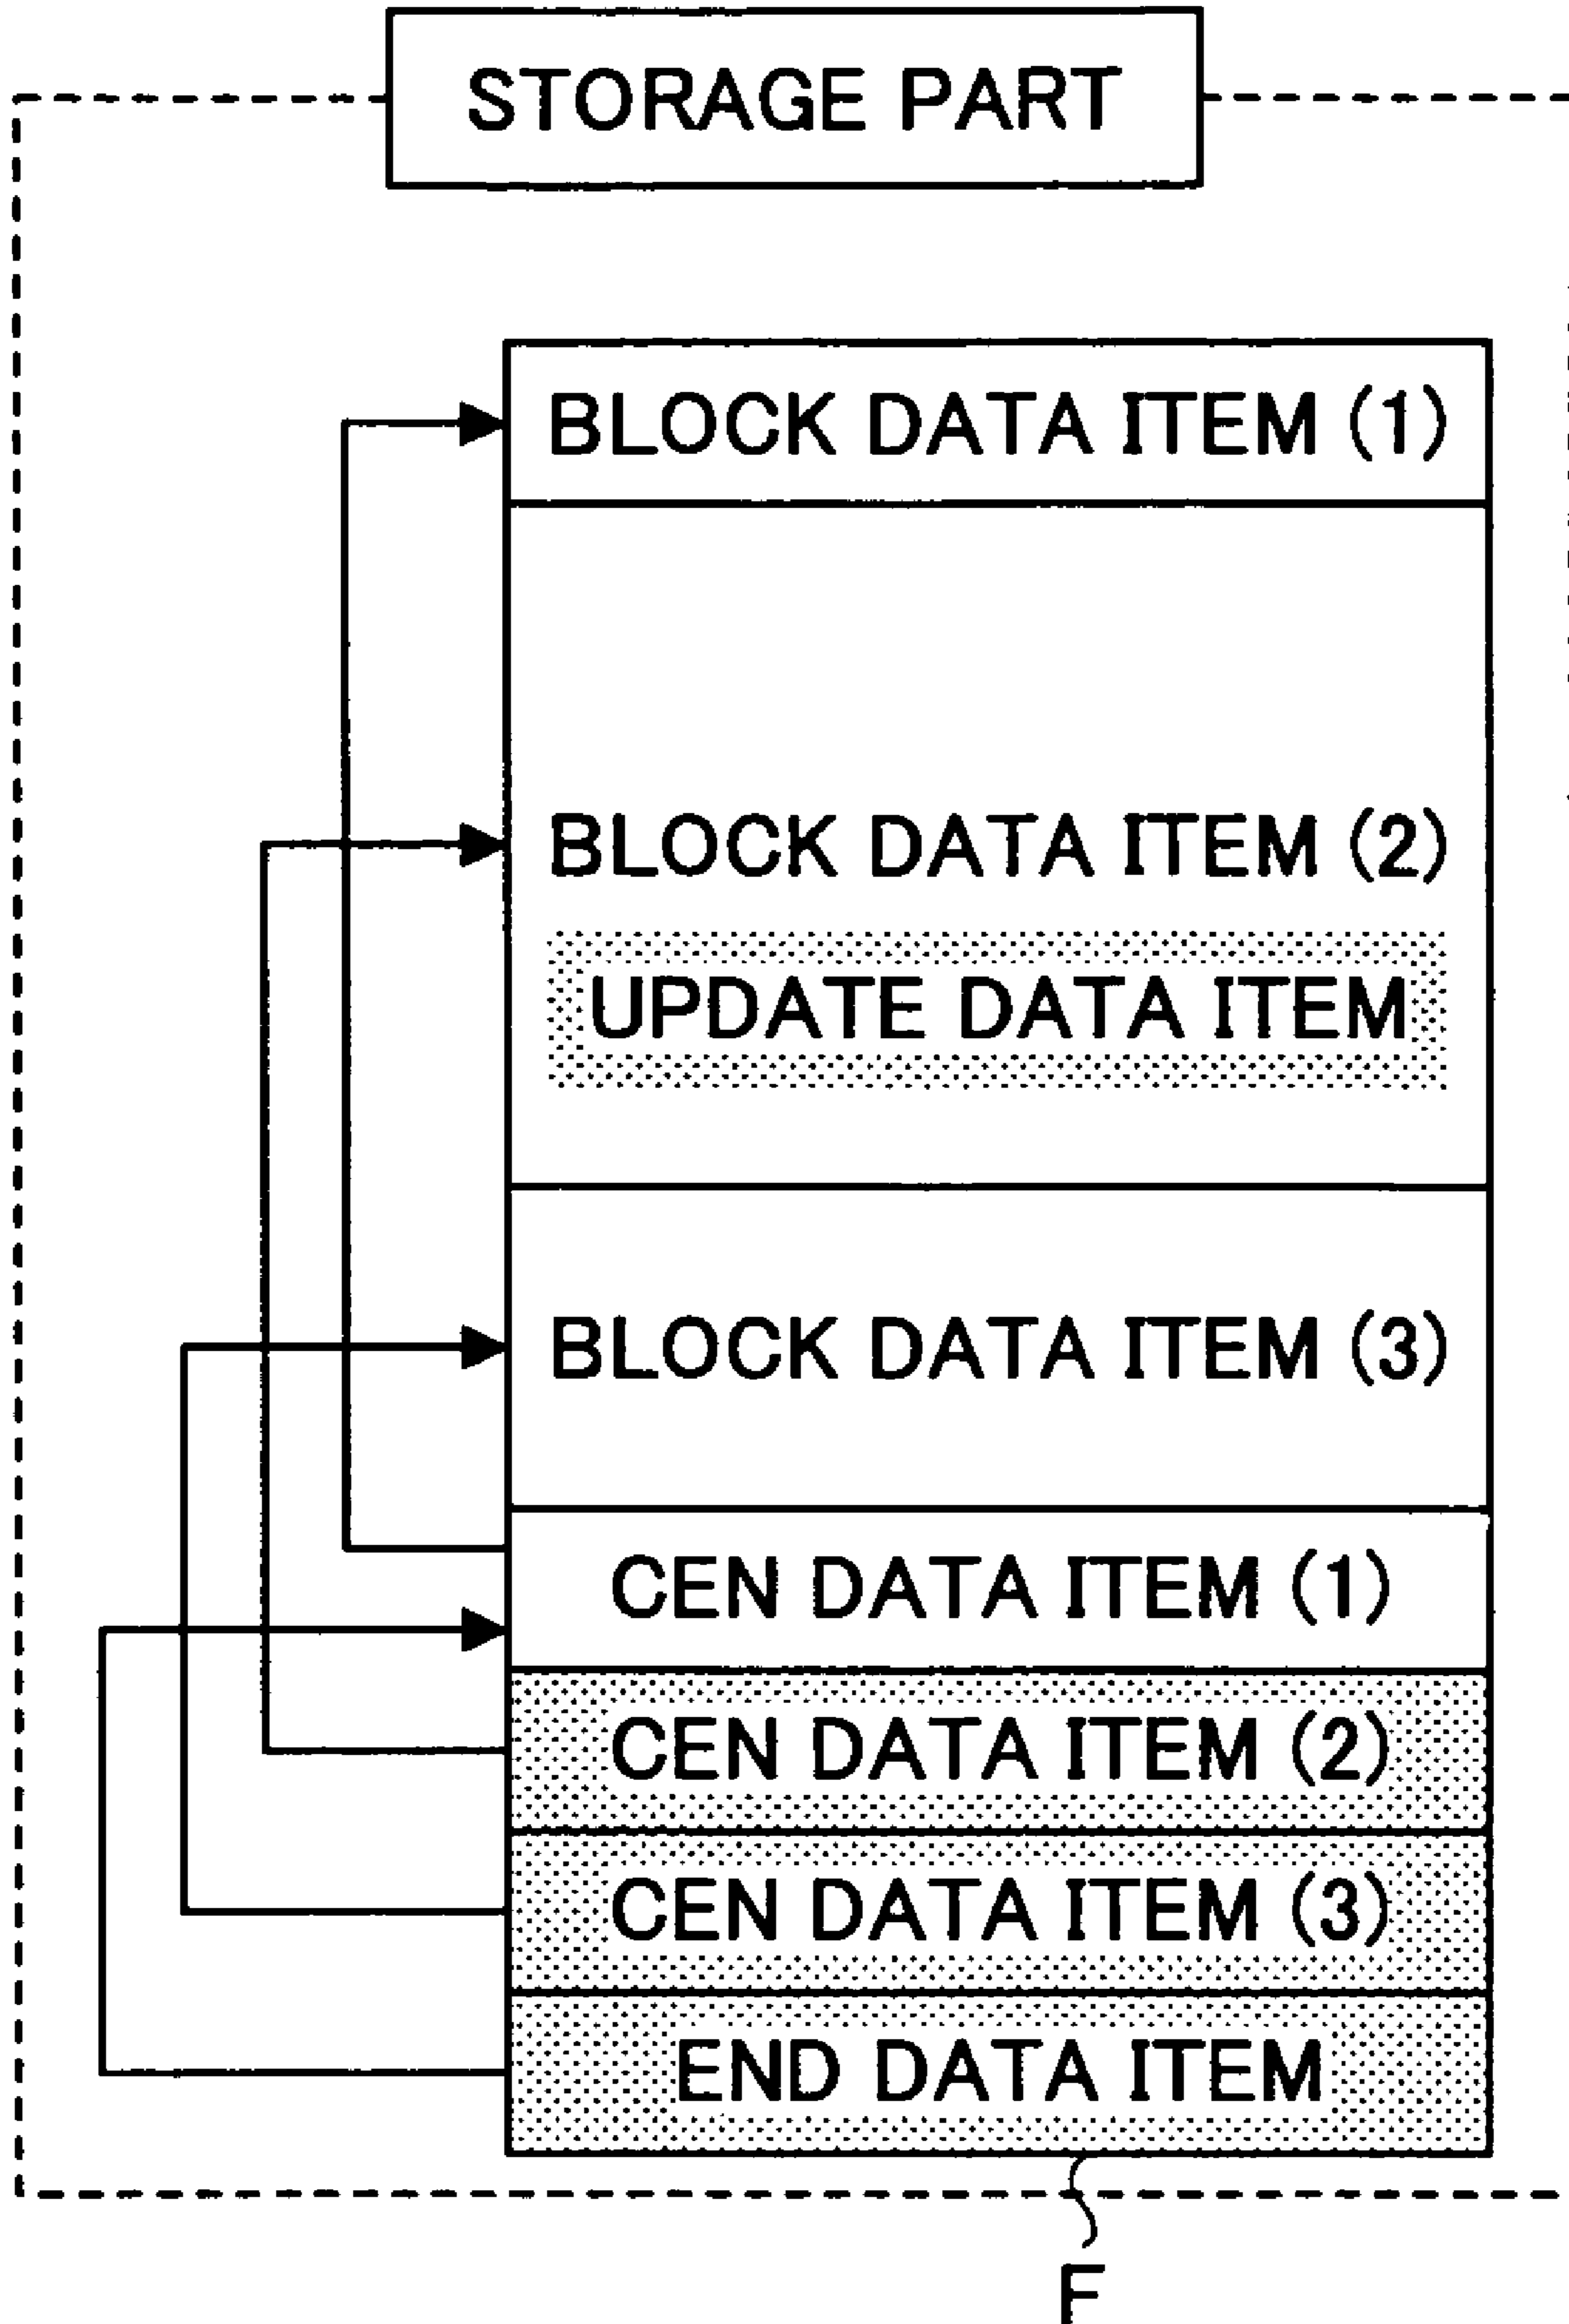 STORAGE PART
BLOCK DATA ITEM (1)
BLOCK DATA ITEM (2)
UPDATE DATA ITEM
BLOCK DATA ITEM (3)
CEN DATA ITEM (1)
CEN DATA ITEM (2)
CEN DATA ITEM (3)
END DATA ITEM
F